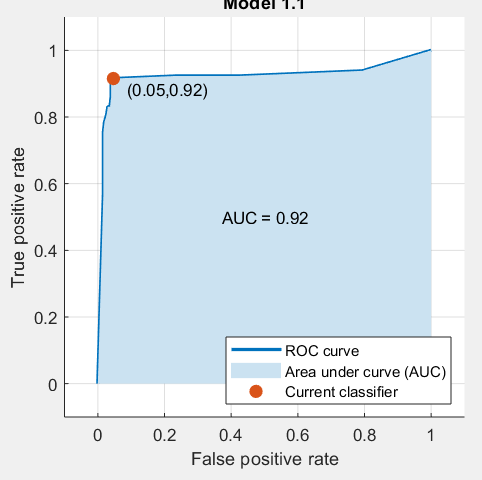 Model 1.1
1
0.8
0.6
0.4
0.2
0
True positive rate
(0.05,0.92)
AUC = 0.92
ROC curve
Area under curve (AUC)
Current classifier
0
0.2
0.4
0.6
0.8
1
False positive rate